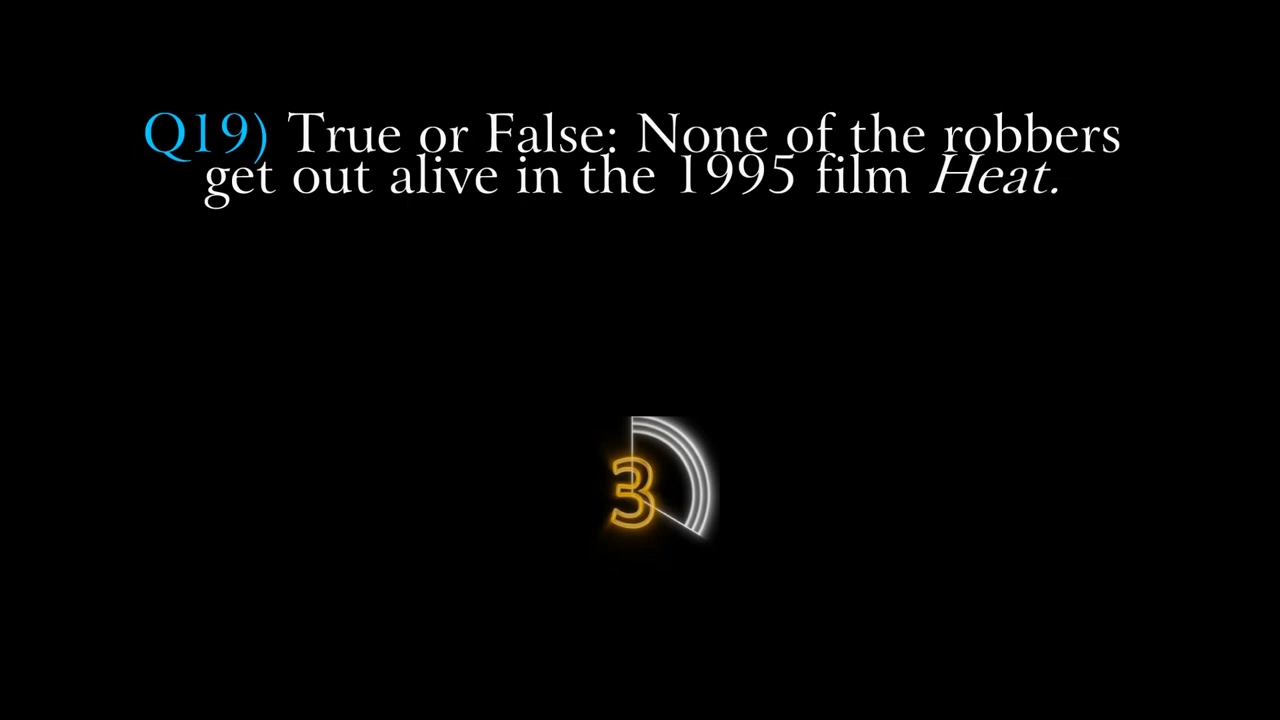 Q19) True or False: None of the robbers
get out alive in the 1995 film Heat.
3